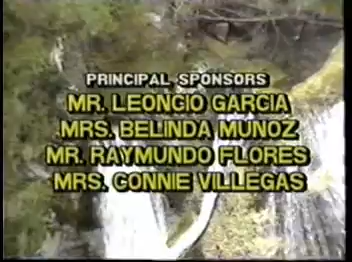 PRINCIPAL SPONSORS
MR. LEONCIO GARCIA
MRS. BELINDA MUNOZ
MR. RAYMUNDO FLORES
MRS. CONNIE VILLEGAS